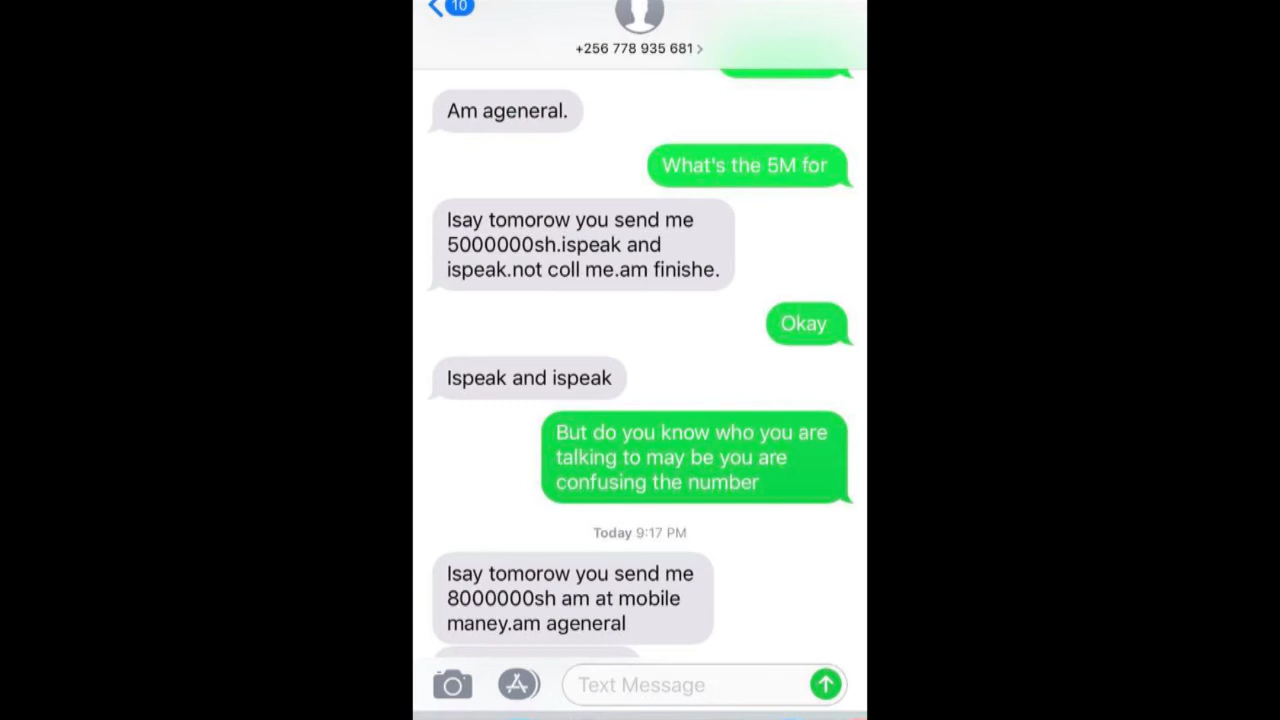 10
+256 778 935 681 >
Am ageneral.
What's the 5M for
Isay tomorow you send me
5000000sh.ispeak and
ispeak.not coll me.am finishe.
Okay
Ispeak and ispeak
But do you know who you are
talking to may be you are
confusing the number
Today 9:17 PM
Isay tomorow you send me
8000000sh am at mobile
maney.am ageneral
Text Message